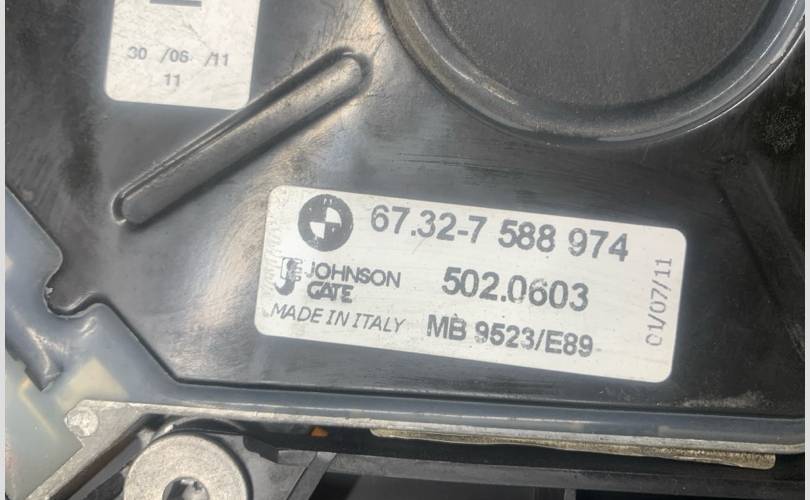 30 /06 /11
11
67.32-7 588 974
JOHNSON
GATE
502.0603
MADE IN ITALY MB 9523/E89
01/07/11